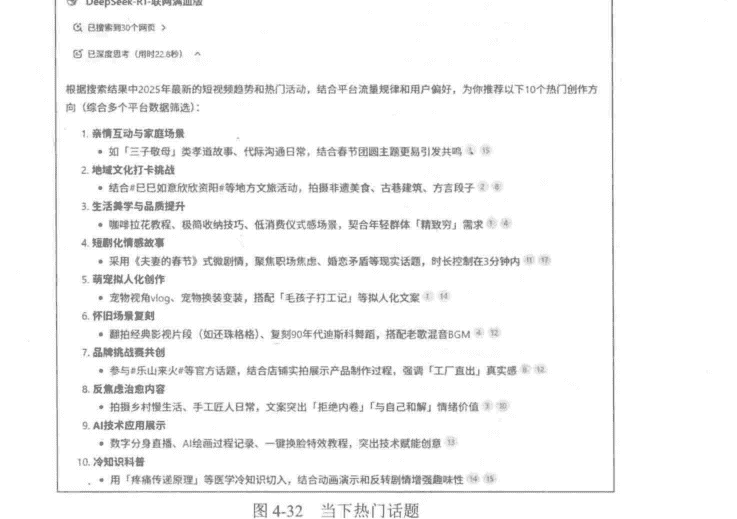 DeepSeek-R1-联网满血版
已搜索到30个网页 >
已深度思考（用时22.8秒） ^
根据搜索结果中2025年最新的短视频趋势和热门活动，结合平台流量规律和用户偏好，为你推荐以下10个热门创作方
向（综合多个平台数据筛选）：
1. 亲情互动与家庭场景
• 如「三子敬母」类孝道故事、代际沟通日常，结合春节团圆主题更易引发共鸣 15
2. 地域文化打卡挑战
• 结合#巳巳如意欣欣资阳#等地方文旅活动，拍摄非遗美食、古巷建筑、方言段子 2
3. 生活美学与品质提升
• 咖啡拉花教程、极简收纳技巧、低消费仪式感场景，契合年轻群体「精致穷」需求
4. 短剧化情感故事
• 采用《夫妻的春节》式微剧情，聚焦职场焦虑、婚恋矛盾等现实话题，时长控制在3分钟内 11 17
5. 萌宠拟人化创作
• 宠物视角vlog、宠物换装变装，搭配「毛孩子打工记」等拟人化文案 14
6. 怀旧场景复刻
• 翻拍经典影视片段（如还珠格格）、复刻90年代迪斯科舞蹈，搭配老歌混音BGM 4 12
7. 品牌挑战赛共创
• 参与#乐山来火#等官方话题，结合店铺实拍展示产品制作过程，强调「工厂直出」真实感 12
8. 反焦虑治愈内容
• 拍摄乡村慢生活、手工匠人日常，文案突出「拒绝内卷」「与自己和解」情绪价值 3 10
9. AI技术应用展示
• 数字分身直播、AI绘画过程记录、一键换脸特效教程，突出技术赋能创意 13
10. 冷知识科普
• 用「疼痛传递原理」等医学冷知识切入，结合动画演示和反转剧情增强趣味性 14 15
图 4-32 当下热门话题